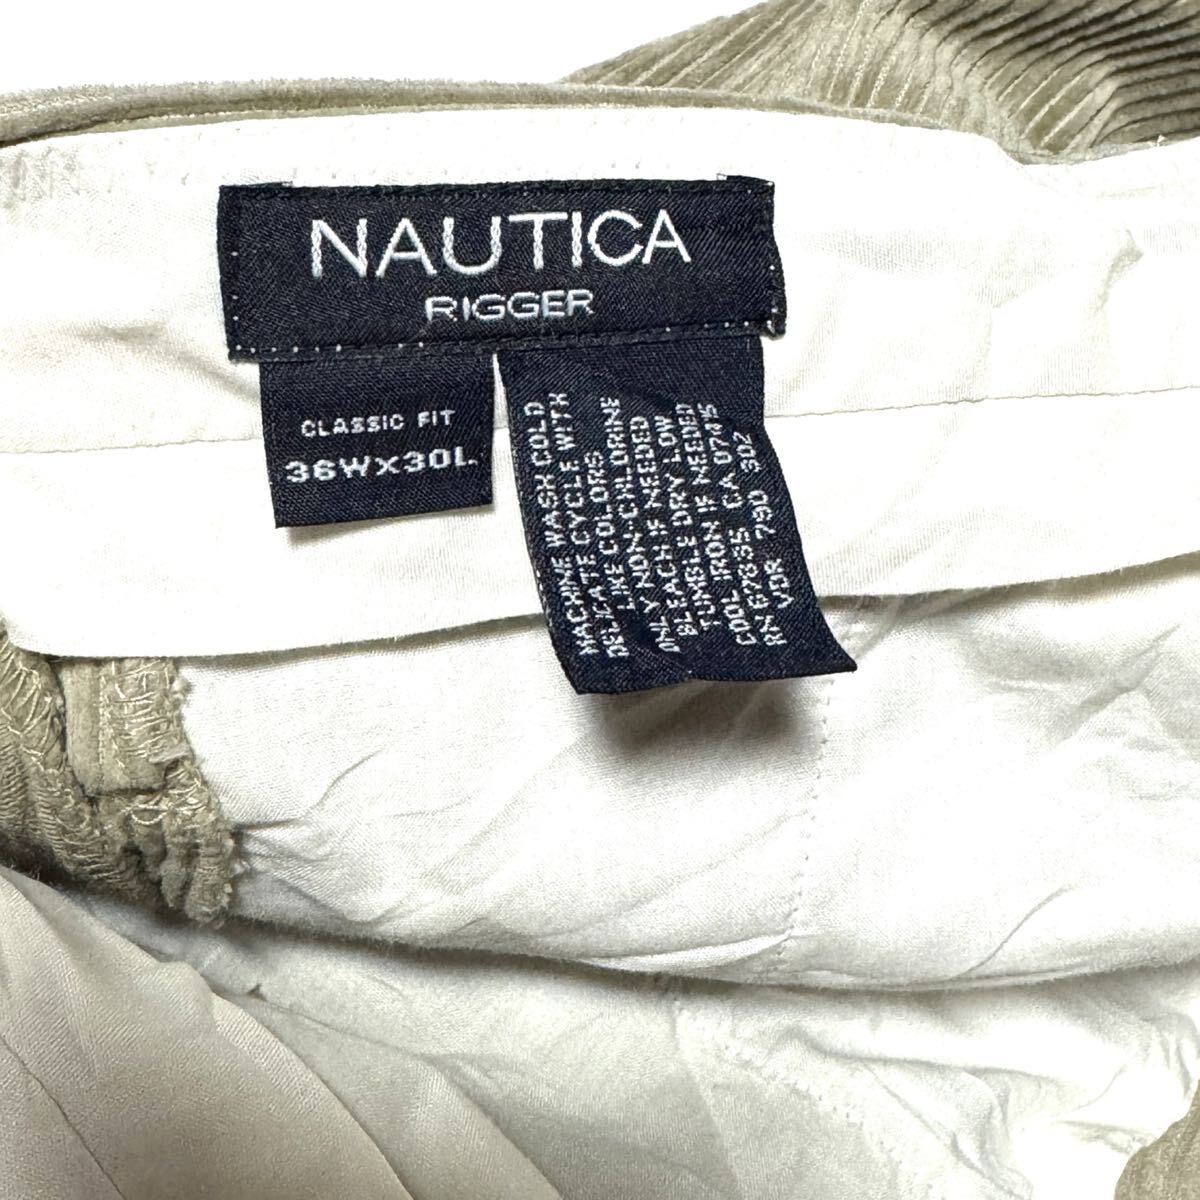 NAUTICA
RIGGER
CLASSIC FIT
36WX30L
MACHINE WASH COLD
DELICATE CYCLE WITH
LIKE COLORS
ONLY NON-CHLORINE
BLEACH IF NEEDED
TUMBLE DRY LOW
COOL IRON IF NEEDED
RN 67835 CA 07415
VDR 790 302